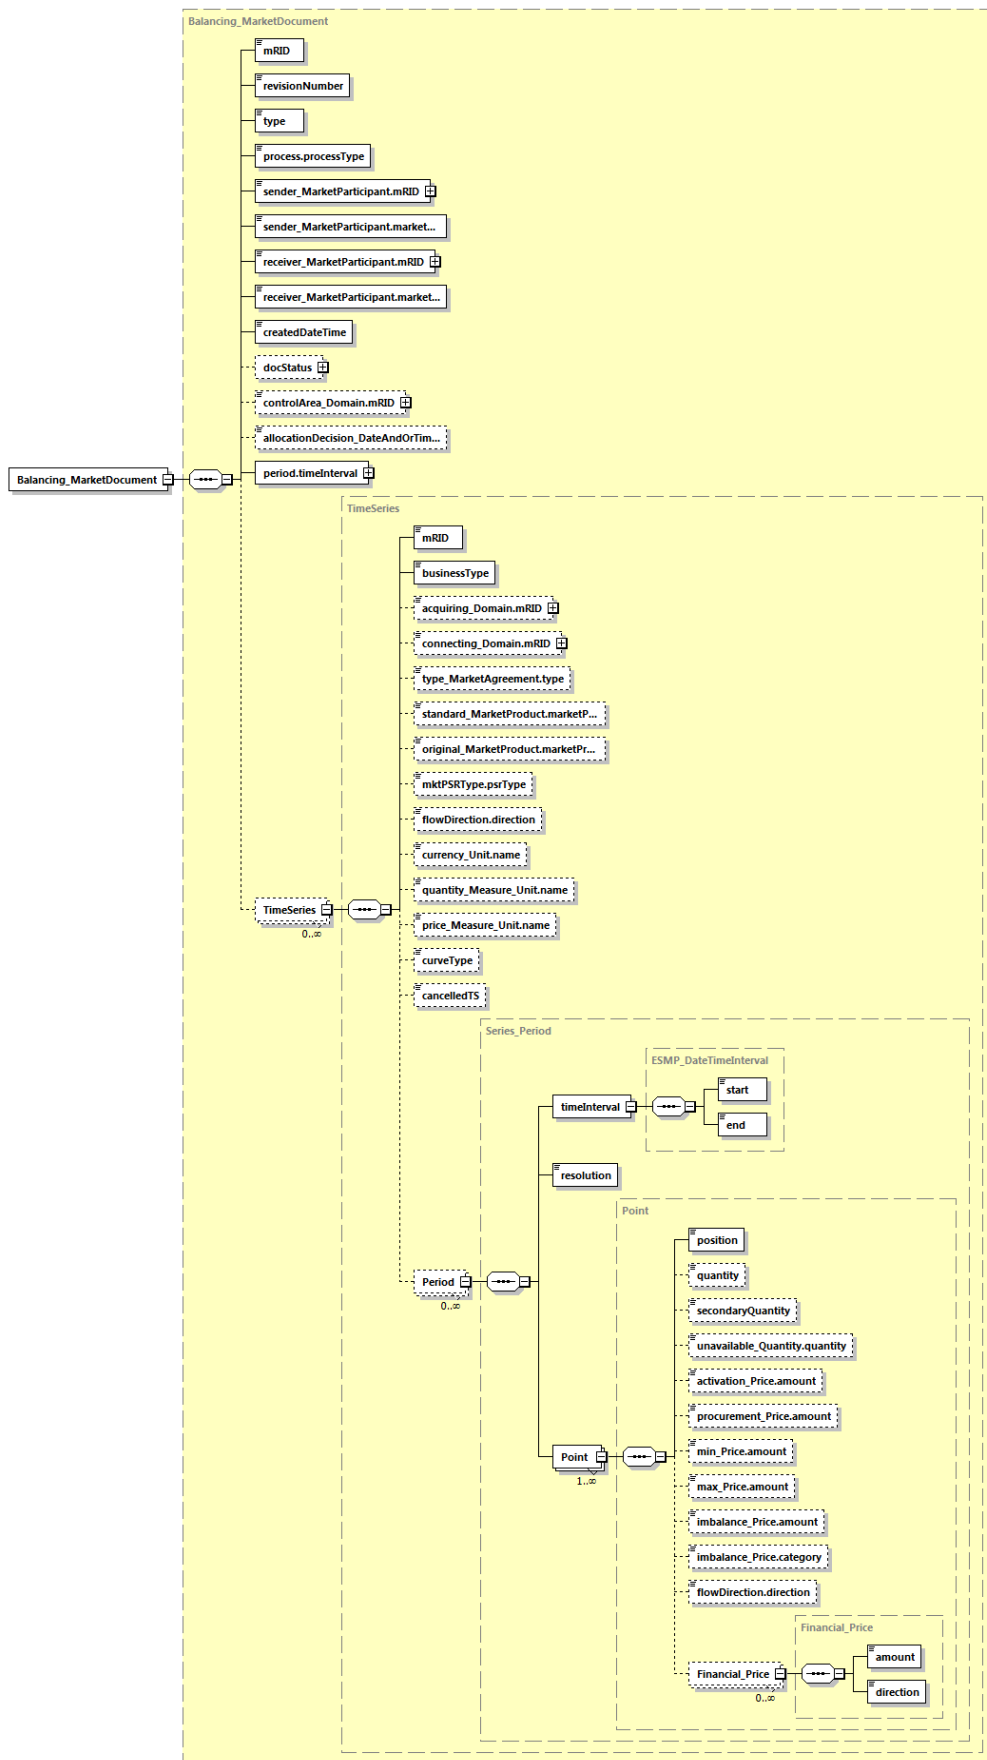 Balancing_MarketDocument
mRID
revisionNumber
type
process.processType
sender_MarketParticipant.mRID
sender_MarketParticipant.market...
receiver_MarketParticipant.mRID
receiver_MarketParticipant.market...
createdDateTime
docStatus
controlArea_Domain.mRID
allocationDecision_DateAndOrTim...
period.timeInterval
Balancing_MarketDocument
TimeSeries
mRID
businessType
acquiring_Domain.mRID
connecting_Domain.mRID
type_MarketAgreement.type
standard_MarketProduct.marketP...
original_MarketProduct.marketPr...
mktPSRType.psrType
flowDirection.direction
currency_Unit.name
quantity_Measure_Unit.name
TimeSeries
0..∞
price_Measure_Unit.name
curveType
cancelledTS
Series_Period
ESMP_DateTimeInterval
start
timeInterval
end
resolution
Point
position
quantity
Period
0..∞
secondaryQuantity
unavailable_Quantity.quantity
activation_Price.amount
procurement_Price.amount
min_Price.amount
Point
1..∞
max_Price.amount
imbalance_Price.amount
imbalance_Price.category
flowDirection.direction
Financial_Price
amount
Financial_Price
0..∞
direction